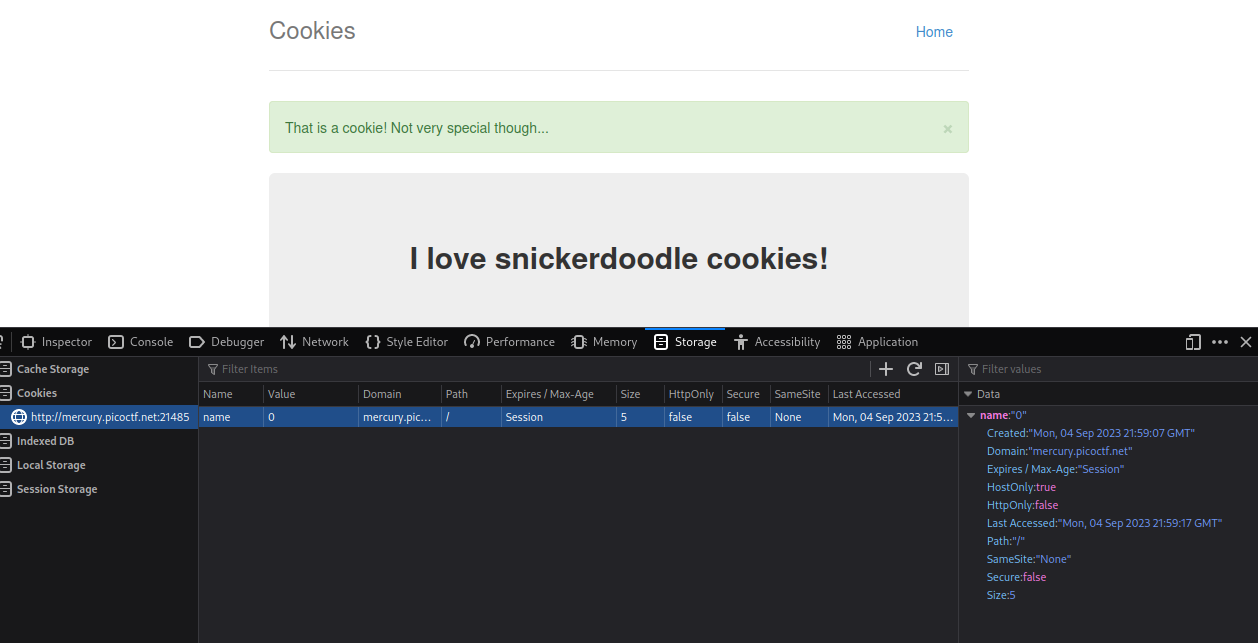 Cookies Home
That is a cookie! Not very special though... ×
I love snickerdoodle cookies!
Inspector Console Debugger Network Style Editor Performance Memory Storage Accessibility Application
Cache Storage
Cookies
http://mercury.picoctf.net:21485
Indexed DB
Local Storage
Session Storage
Filter Items
Name Value Domain Path Expires / Max-Age Size HttpOnly Secure SameSite Last Accessed
name 0 mercury.pic... / Session 5 false false None Mon, 04 Sep 2023 21:5...
Filter values
Data
name:"0"
Created:"Mon, 04 Sep 2023 21:59:07 GMT"
Domain:"mercury.picoctf.net"
Expires / Max-Age:"Session"
HostOnly:true
HttpOnly:false
Last Accessed:"Mon, 04 Sep 2023 21:59:17 GMT"
Path:"/"
SameSite:"None"
Secure:false
Size:5